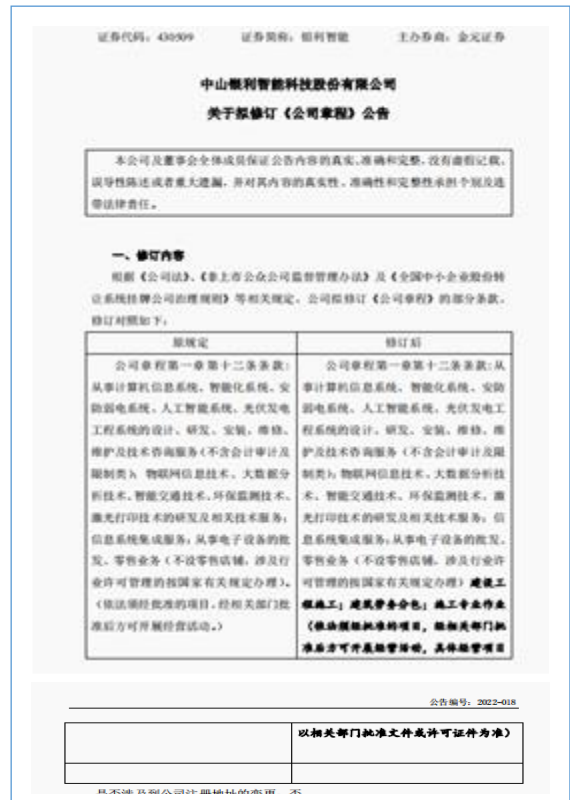 证券代码：430509 证券简称：银利智能 主办券商：金元证券
中山银利智能科技股份有限公司
关于拟修订《公司章程》公告
本公司及董事会全体成员保证公告内容的真实、准确和完整，没有虚假记载、
误导性陈述或者重大遗漏，并对其内容的真实性、准确性和完整性承担个别及连
带法律责任。
一、修订内容
根据《公司法》、《非上市公众公司监督管理办法》及《全国中小企业股份转
让系统挂牌公司治理规则》等相关规定，公司拟修订《公司章程》的部分条款，
修订对照如下：
原规定
公司章程第一章第十二条条款：
从事计算机信息系统、智能化系统、安
防弱电系统、人工智能系统、光伏发电
工程系统的设计、研发、安装、维修、
维护及技术咨询服务（不含会计审计及
限制类）；物联网信息技术、大数据分
析技术、智能交通技术、环保监测技术、
激光打印技术的研发及相关技术服务；
信息系统集成服务；从事电子设备的批
发、零售业务（不设零售店铺，涉及行
业许可管理的按国家有关规定办理）。
（依法须经批准的项目，经相关部门批
准后方可开展经营活动。）
修订后
公司章程第一章第十二条条款：从
事计算机信息系统、智能化系统、安防
弱电系统、人工智能系统、光伏发电工
程系统的设计、研发、安装、维修、维
护及技术咨询服务（不含会计审计及限
制类）；物联网信息技术、大数据分析技
术、智能交通技术、环保监测技术、激
光打印技术的研发及相关技术服务；信
息系统集成服务；从事电子设备的批发、
零售业务（不设零售店铺，涉及行业许
可管理的按国家有关规定办理）建设工
程施工；建筑劳务分包；施工专业作业
（依法须经批准的项目，经相关部门批
准后方可开展经营活动，具体经营项目
公告编号：2022-018
以相关部门批准文件或许可证件为准）
是否涉及到公司注册地址的变更：否